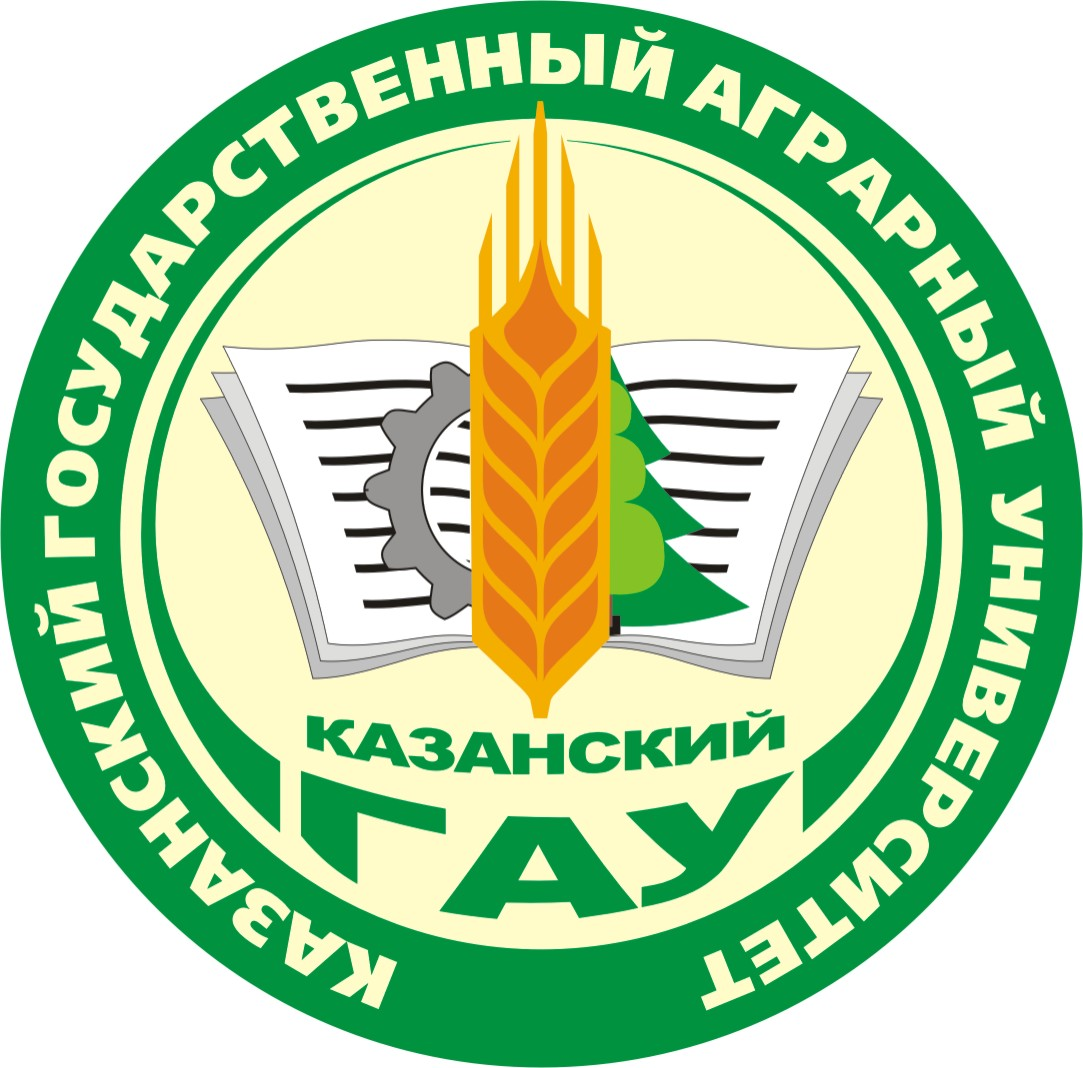 КАЗАНСКИЙ ГОСУДАРСТВЕННЫЙ АГРАРНЫЙ УНИВЕРСИТЕТ
КАЗАНСКИЙ
ГАУ